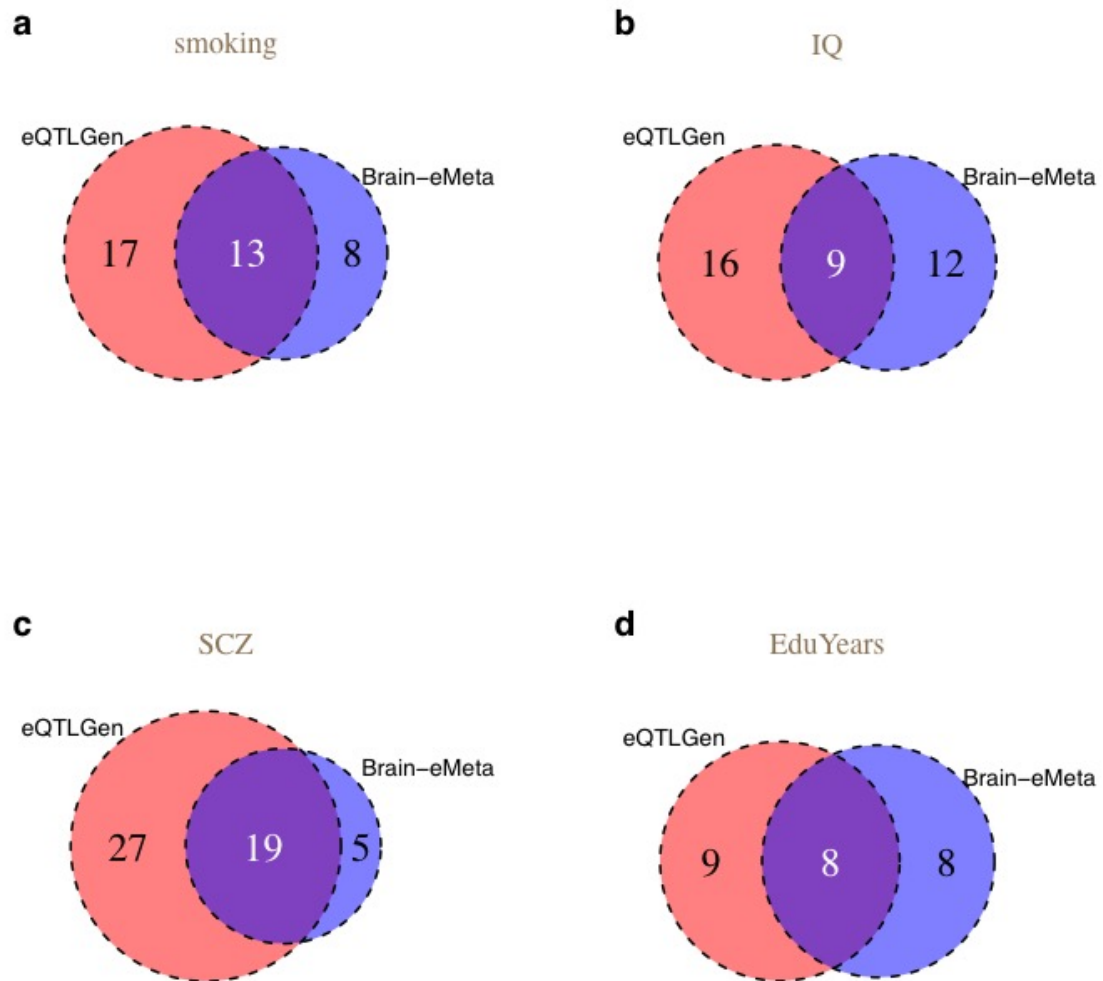 a
smoking
eQTLGen
Brain-eMeta
17
13
8
b
IQ
eQTLGen
Brain-eMeta
16
9
12
c
SCZ
eQTLGen
Brain-eMeta
27
19
5
d
EduYears
eQTLGen
Brain-eMeta
9
8
8